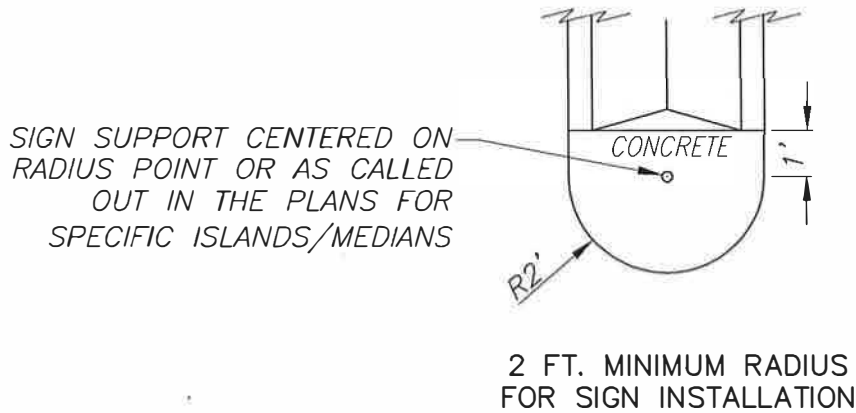 SIGN SUPPORT CENTERED ON
RADIUS POINT OR AS CALLED
OUT IN THE PLANS FOR
SPECIFIC ISLANDS/MEDIANS
CONCRETE
1'
R2'
2 FT. MINIMUM RADIUS
FOR SIGN INSTALLATION